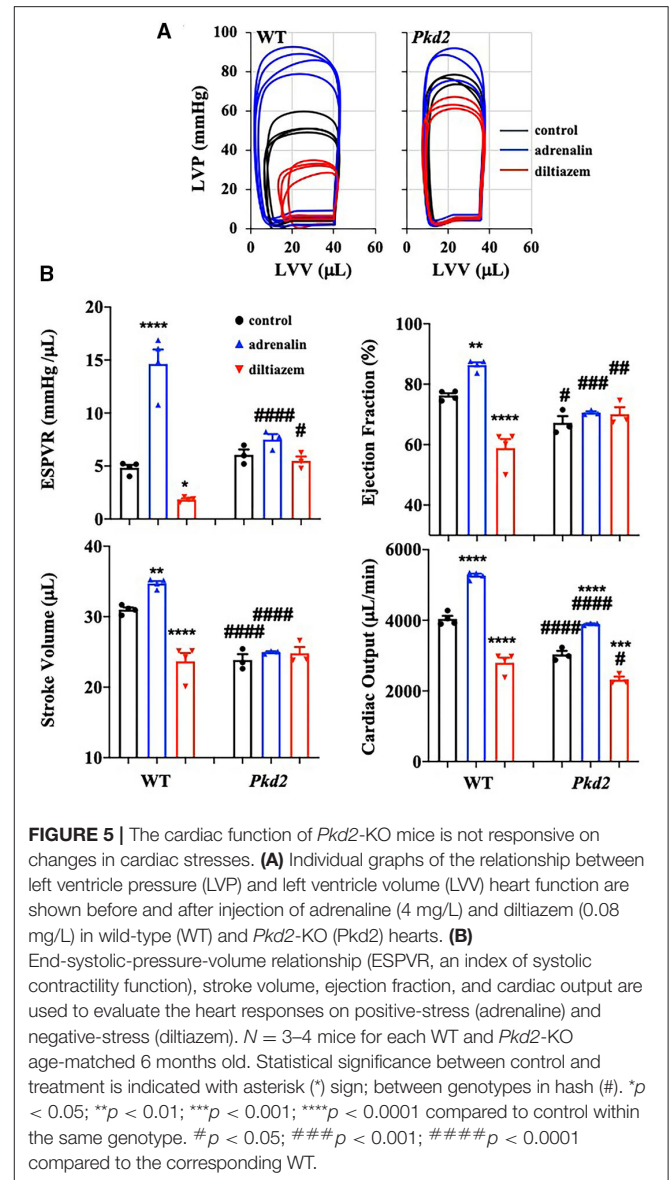 A
WT
Pkd2
100
80
60
40
20
0
LVP (mmHg)
control
adrenalin
diltiazem
0 20 40 60
0 20 40 60
LVV (µL)
LVV (µL)
B
20
15
10
5
0
ESPVR (mmHg /µL)
****
*
####
#
control
adrenalin
diltiazem
100
80
60
40
Ejection Fraction (%)
**
****
#
###
##
40
30
20
10
Stroke Volume (µL)
**
****
####
####
WT
Pkd2
6000
4000
2000
0
Cardiac Output (µL/min)
****
****
####
****
####
***
#
WT
Pkd2
FIGURE 5 | The cardiac function of Pkd2-KO mice is not responsive on
changes in cardiac stresses. (A) Individual graphs of the relationship between
left ventricle pressure (LVP) and left ventricle volume (LVV) heart function are
shown before and after injection of adrenaline (4 mg/L) and diltiazem (0.08
mg/L) in wild-type (WT) and Pkd2-KO (Pkd2) hearts. (B)
End-systolic-pressure-volume relationship (ESPVR, an index of systolic
contractility function), stroke volume, ejection fraction, and cardiac output are
used to evaluate the heart responses on positive-stress (adrenaline) and
negative-stress (diltiazem). N = 3–4 mice for each WT and Pkd2-KO
age-matched 6 months old. Statistical significance between control and
treatment is indicated with asterisk (*) sign; between genotypes in hash (#). *p
< 0.05; **p < 0.01; ***p < 0.001; ****p < 0.0001 compared to control within
the same genotype. #p < 0.05; ###p < 0.001; ####p < 0.0001
compared to the corresponding WT.